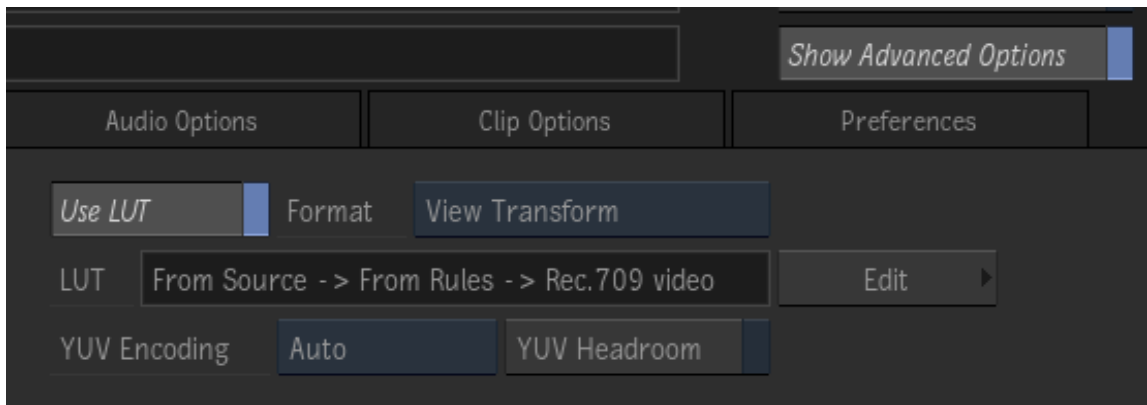 Show Advanced Options
Audio Options Clip Options Preferences
Use LUT Format View Transform
LUT From Source -> From Rules -> Rec.709 video Edit
YUV Encoding Auto YUV Headroom